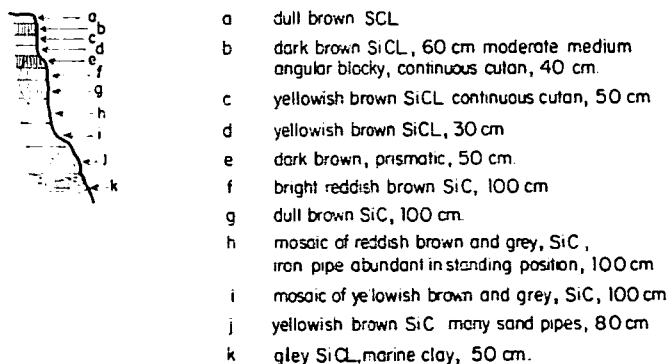 a
b
c
d
e
f
g
h
i
j
k
a dull brown SCL
b dark brown SiCL, 60 cm moderate medium
angular blocky, continuous cutan, 40 cm.
c yellowish brown SiCL continuous cutan, 50 cm
d yellowish brown SiCL, 30 cm
e dark brown, prismatic, 50 cm.
f bright reddish brown SiC, 100 cm
g dull brown SiC, 100 cm.
h mosaic of reddish brown and grey, SiC,
iron pipe abundant in standing position, 100 cm
i mosaic of yellowish brown and grey, SiC, 100 cm
j yellowish brown SiC many sand pipes, 80 cm
k gley SiCL, marine clay, 50 cm.